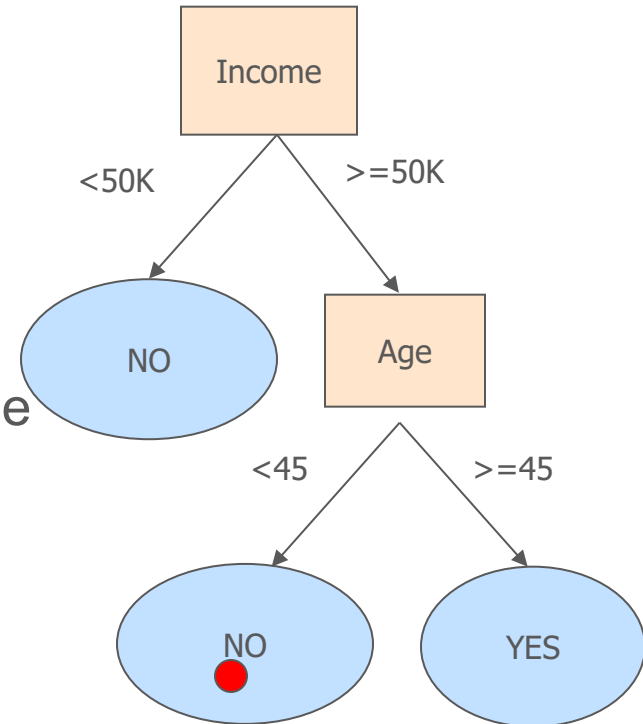 Income
<50K
>=50K
NO
Age
e
<45
>=45
NO
YES